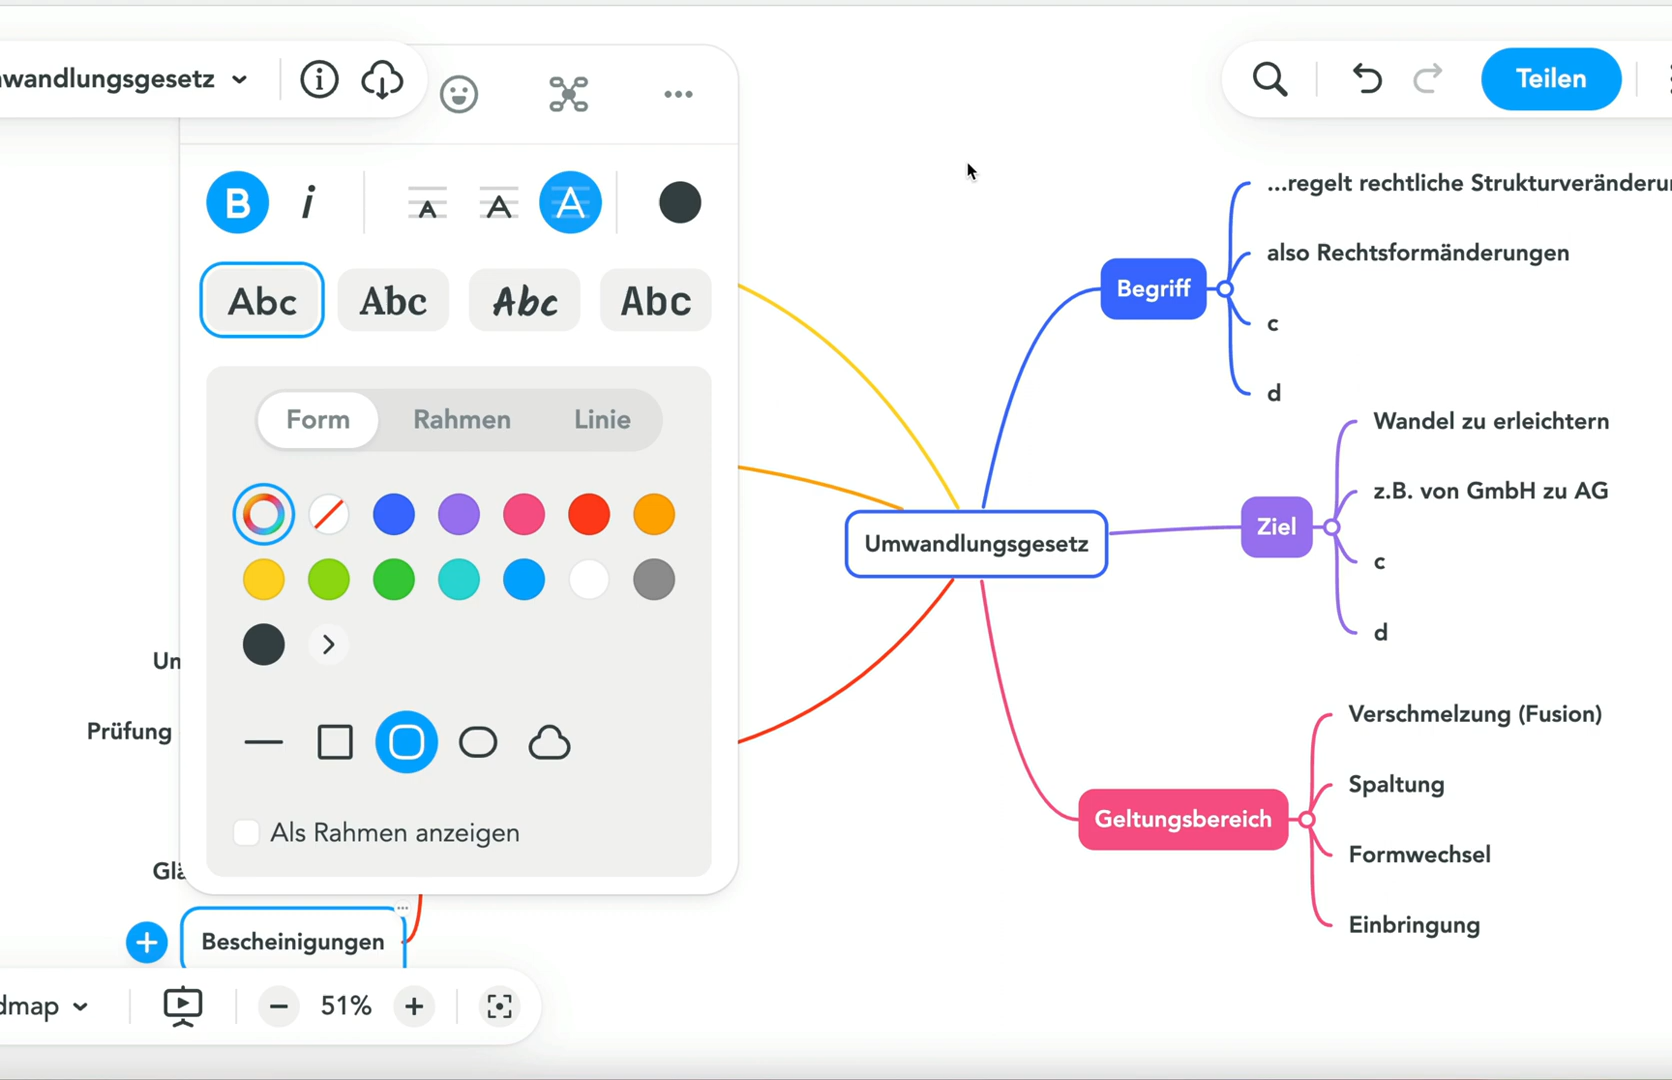 wandlungsgesetz
Teilen
B i A A A
Abc Abc Abc Abc
Form Rahmen Linie
Als Rahmen anzeigen
Un
Prüfung
Glä
Bescheinigungen
dmap
51%
Umwandlungsgesetz
Begriff
...regelt rechtliche Strukturveränderu
also Rechtsformänderungen
c
d
Ziel
Wandel zu erleichtern
z.B. von GmbH zu AG
c
d
Geltungsbereich
Verschmelzung (Fusion)
Spaltung
Formwechsel
Einbringung